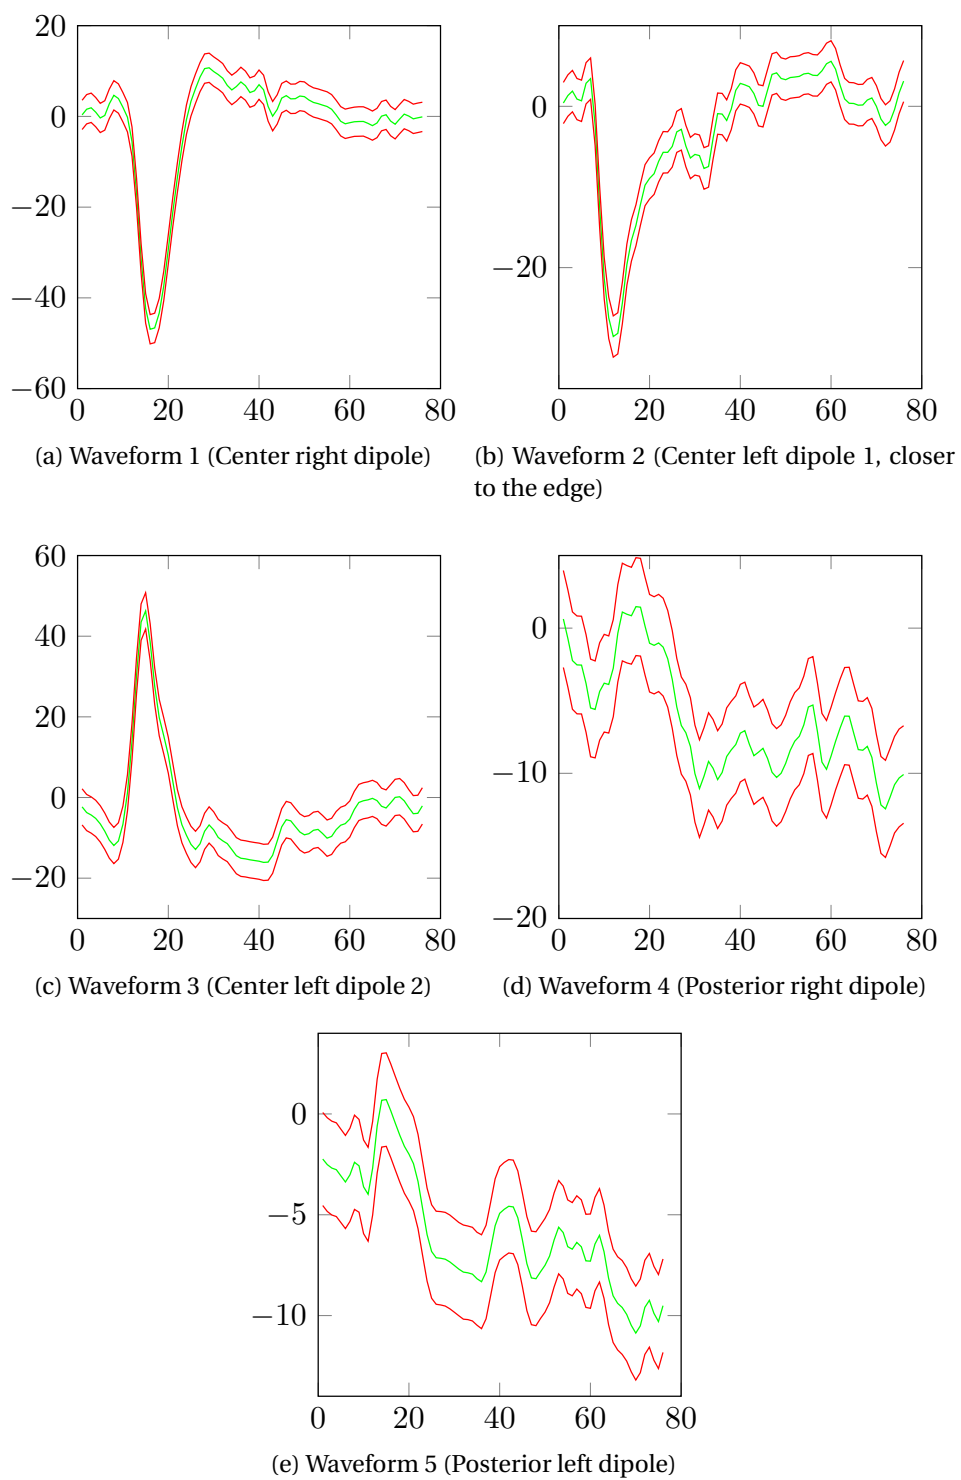 20
0
−20
−40
−60
0 20 40 60 80
(a) Waveform 1 (Center right dipole)
0
−20
0 20 40 60 80
(b) Waveform 2 (Center left dipole 1, closer
to the edge)
60
40
20
0
−20
0 20 40 60 80
(c) Waveform 3 (Center left dipole 2)
0
−10
−20
0 20 40 60 80
(d) Waveform 4 (Posterior right dipole)
0
−5
−10
0 20 40 60 80
(e) Waveform 5 (Posterior left dipole)